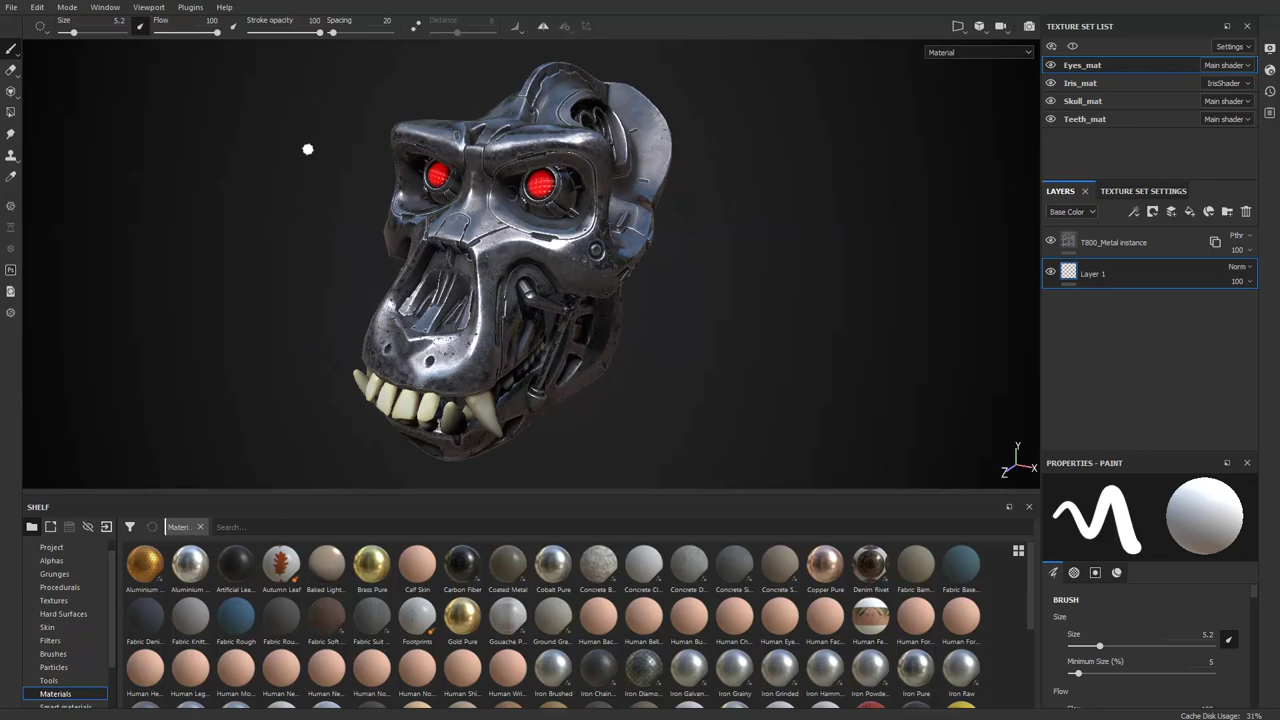 File Edit Mode Window Viewport Plugins Help
Size 5.2 Flow 100 Stroke opacity 100 Spacing 20 Distance 8
Material
TEXTURE SET LIST
Settings
Eyes_mat Main shader
Iris_mat IrisShader
Skull_mat Main shader
Teeth_mat Main shader
LAYERS TEXTURE SET SETTINGS
Base Color
T800_Metal instance Pthr 100
Layer 1 Norm 100
Y
X
Z
PROPERTIES - PAINT
BRUSH
Size
Size 5.2
Minimum Size (%) 5
Flow
SHELF
Materi... Search...
Project
Alphas
Grunges
Procedurals
Textures
Hard Surfaces
Skin
Filters
Brushes
Particles
Tools
Materials
Smart materials
Aluminium ... Aluminium ... Artificial Lea... Autumn Leaf Baked Light... Brass Pure Calf Skin Carbon Fiber Coated Metal Cobalt Pure Concrete B... Concrete Cl... Concrete D... Concrete Si... Concrete S... Copper Pure Denim Rivet Fabric Bam... Fabric Base...
Fabric Deni... Fabric Knitt... Fabric Rough Fabric Rou... Fabric Soft ... Fabric Suit ... Footprints Gold Pure Gouache P... Ground Gra... Human Bac... Human Bell... Human Bu... Human Ch... Human Eye... Human Fac... Human Fe... Human For... Human For...
Human He... Human Leg... Human Mo... Human Ne... Human Ne... Human No... Human No... Human Shi... Human Wri... Iron Brushed Iron Chain... Iron Diamo... Iron Galvan... Iron Grainy Iron Grinded Iron Hamm... Iron Powde... Iron Pure Iron Raw
Cache Disk Usage: 31%